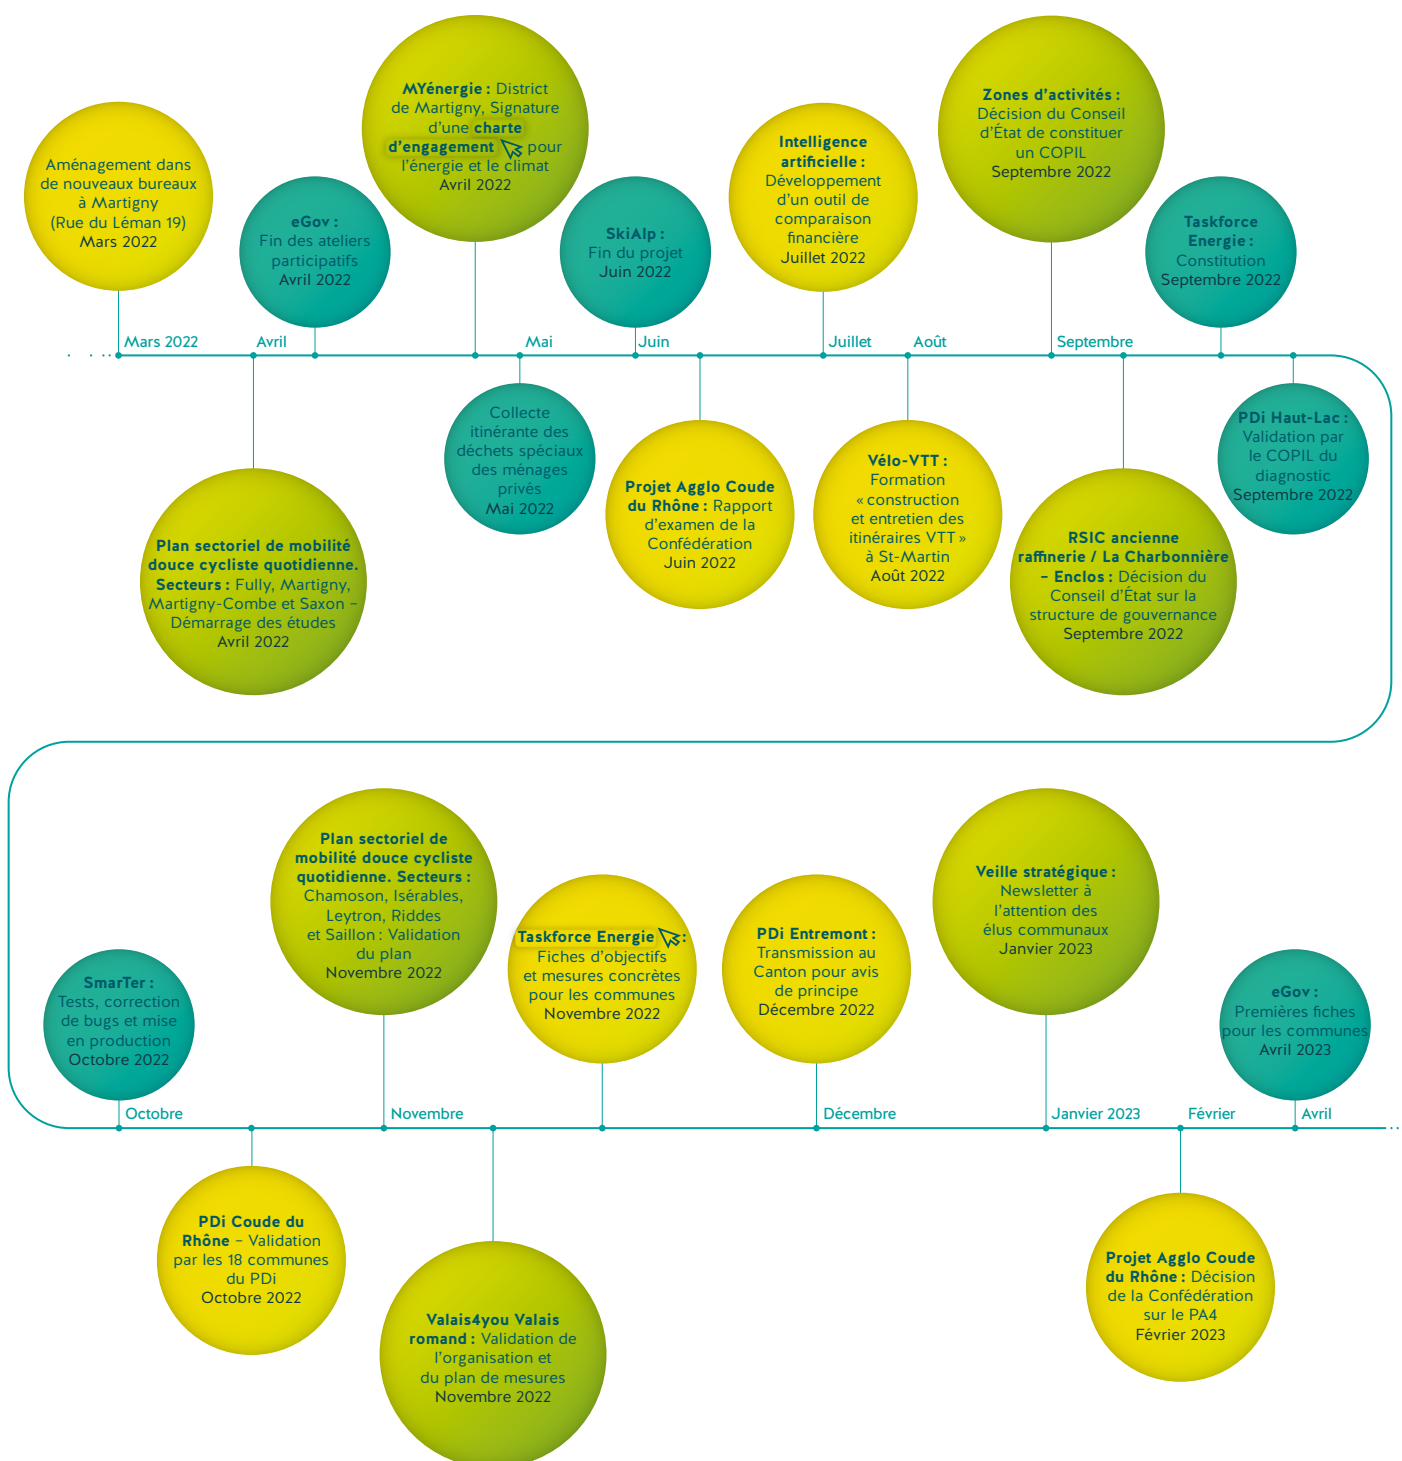 Aménagement dans
de nouveaux bureaux
à Martigny
(Rue du Léman 19)
Mars 2022
eGov :
Fin des ateliers
participatifs
Avril 2022
MYénergie : District
de Martigny, Signature
d'une charte
d'engagement pour
l'énergie et le climat
Avril 2022
SkiAlp :
Fin du projet
Juin 2022
Intelligence
artificielle :
Développement
d'un outil de
comparaison
financière
Juillet 2022
Zones d'activités :
Décision du Conseil
d'État de constituer
un COPIL
Septembre 2022
Taskforce
Energie :
Constitution
Septembre 2022
Mars 2022
Avril
Mai
Juin
Juillet
Août
Septembre
Plan sectoriel de mobilité
douce cycliste quotidienne.
Secteurs : Fully, Martigny,
Martigny-Combe et Saxon –
Démarrage des études
Avril 2022
Collecte
itinérante des
déchets spéciaux
des ménages
privés
Mai 2022
Projet Agglo Coude
du Rhône : Rapport
d'examen de la
Confédération
Juin 2022
Vélo-VTT :
Formation
« construction
et entretien des
itinéraires VTT »
à St-Martin
Août 2022
RSIC ancienne
raffinerie / La Charbonnière
– Enclos : Décision du
Conseil d'État sur la
structure de gouvernance
Septembre 2022
PDi Haut-Lac :
Validation par
le COPIL du
diagnostic
Septembre 2022
SmarTer :
Tests, correction
de bugs et mise
en production
Octobre 2022
Plan sectoriel de
mobilité douce cycliste
quotidienne. Secteurs :
Chamoson, Isérables,
Leytron, Riddes
et Saillon : Validation
du plan
Novembre 2022
Taskforce Energie :
Fiches d'objectifs
et mesures concrètes
pour les communes
Novembre 2022
PDi Entremont :
Transmission au
Canton pour avis
de principe
Décembre 2022
Veille stratégique :
Newsletter à
l'attention des
élus communaux
Janvier 2023
eGov :
Premières fiches
pour les communes
Avril 2023
Octobre
Novembre
Décembre
Janvier 2023
Février
Avril
PDi Coude du
Rhône – Validation
par les 18 communes
du PDi
Octobre 2022
Valais4you Valais
romand : Validation de
l'organisation et
du plan de mesures
Novembre 2022
Projet Agglo Coude
du Rhône : Décision
de la Confédération
sur le PA4
Février 2023